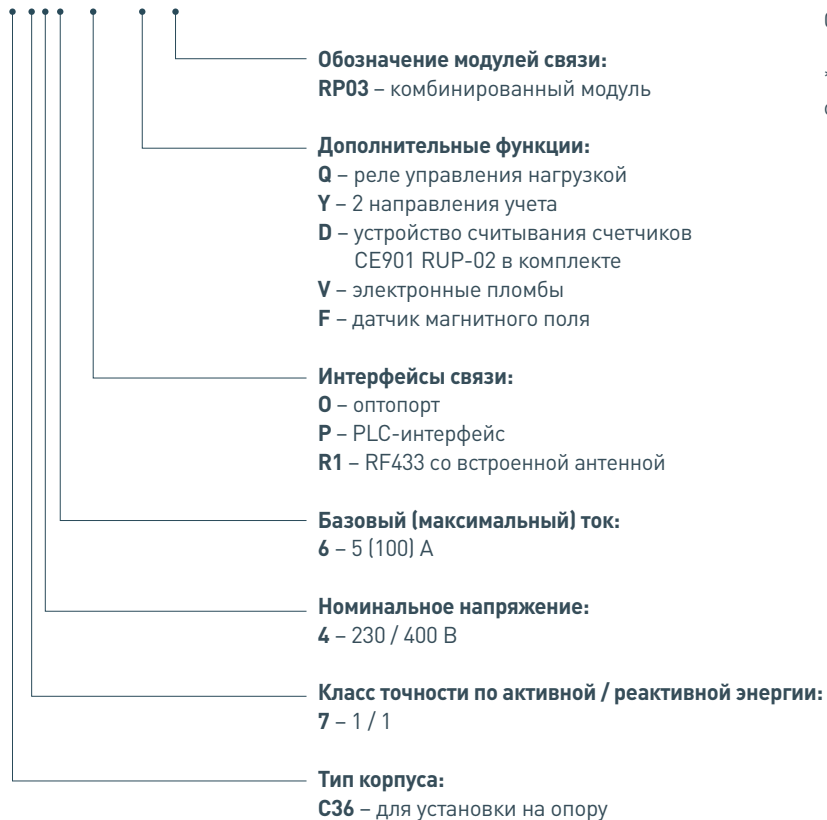 Обозначение модулей связи:
RP03 – комбинированный модуль
Дополнительные функции:
Q – реле управления нагрузкой
Y – 2 направления учета
D – устройство считывания счетчиков
CE901 RUP-02 в комплекте
V – электронные пломбы
F – датчик магнитного поля
Интерфейсы связи:
O – оптопорт
P – PLC-интерфейс
R1 – RF433 со встроенной антенной
Базовый (максимальный) ток:
6 – 5 (100) А
Номинальное напряжение:
4 – 230 / 400 В
Класс точности по активной / реактивной энергии:
7 – 1 / 1
Тип корпуса:
C36 – для установки на опору